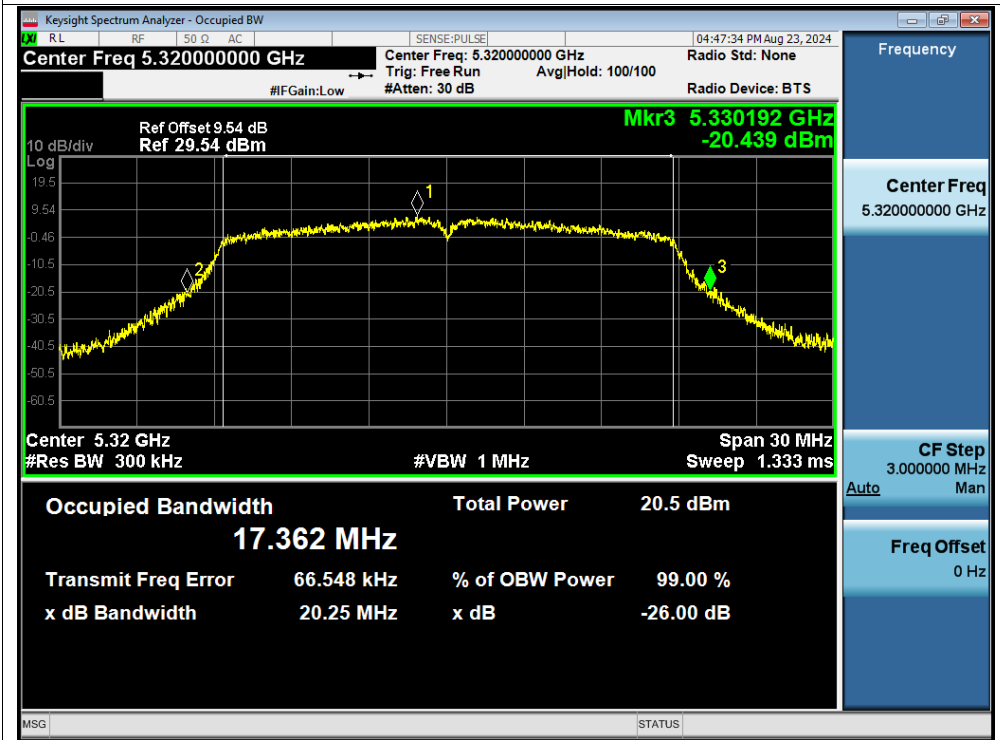 Keysight Spectrum Analyzer - Occupied BW
LXI RL RF 50 Ω AC SENSE:PULSE 04:47:34 PM Aug 23, 2024
Center Freq 5.320000000 GHz
Center Freq: 5.320000000 GHz
Radio Std: None
Trig: Free Run Avg|Hold: 100/100
#IFGain:Low
#Atten: 30 dB
Radio Device: BTS
Ref Offset 9.54 dB
10 dB/div Ref 29.54 dBm
Mkr3 5.330192 GHz
-20.439 dBm
Log
19.5
9.54
-0.46
-10.5
-20.5
-30.5
-40.5
-50.5
-60.5
1
2
3
Center 5.32 GHz Span 30 MHz
#Res BW 300 kHz #VBW 1 MHz Sweep 1.333 ms
Occupied Bandwidth Total Power 20.5 dBm
17.362 MHz
Transmit Freq Error 66.548 kHz % of OBW Power 99.00 %
x dB Bandwidth 20.25 MHz x dB -26.00 dB
Frequency
Center Freq
5.320000000 GHz
CF Step
3.000000 MHz
Auto Man
Freq Offset
0 Hz
MSG STATUS